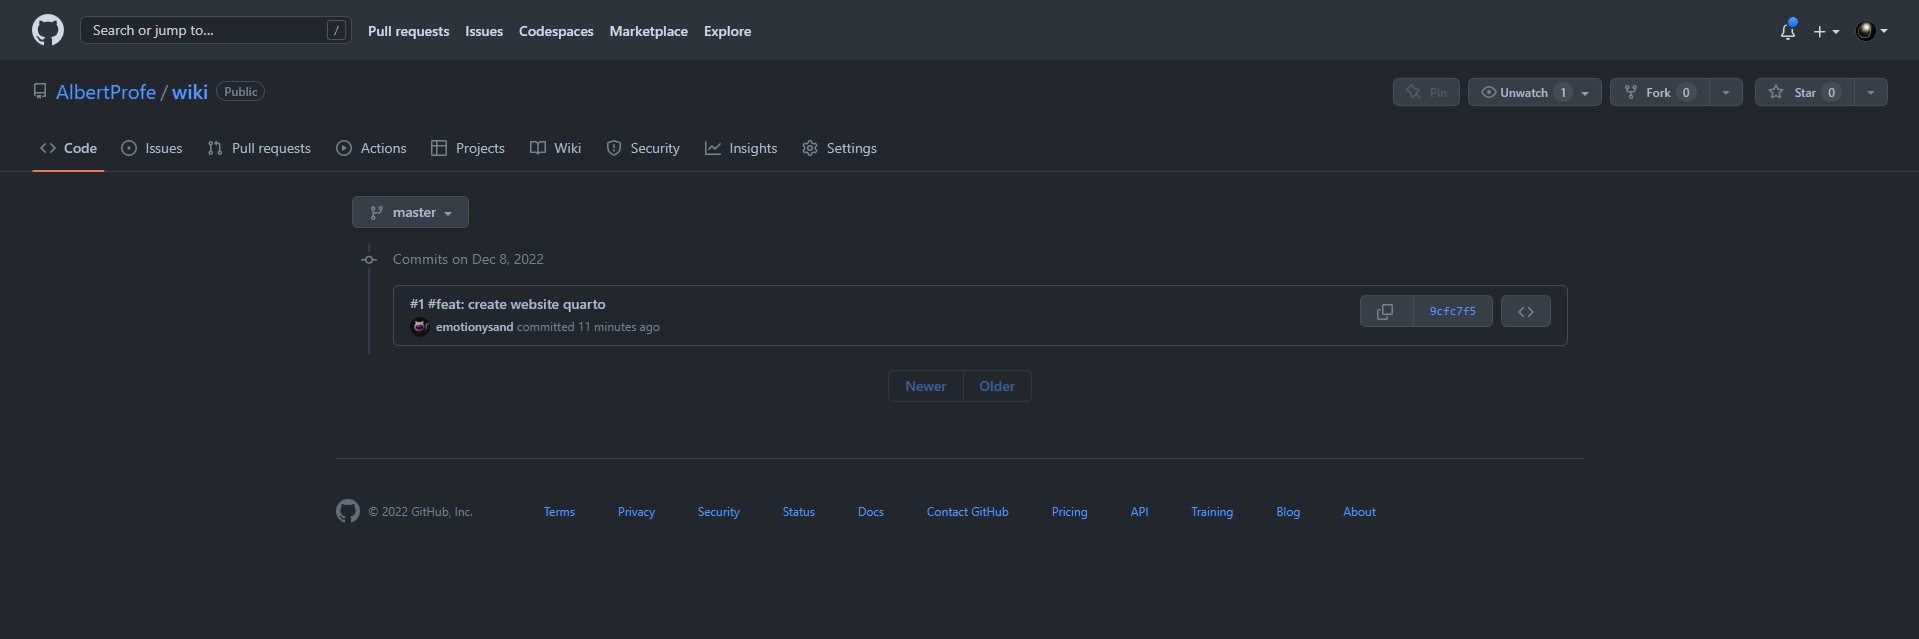 Search or jump to... / Pull requests Issues Codespaces Marketplace Explore
AlbertProfe / wiki Public Pin Unwatch 1 Fork 0 Star 0
Code Issues Pull requests Actions Projects Wiki Security Insights Settings
master
Commits on Dec 8, 2022
#1 #feat: create website quarto
emotionysand committed 11 minutes ago
9cfc7f5
Newer Older
© 2022 GitHub, Inc. Terms Privacy Security Status Docs Contact GitHub Pricing API Training Blog About